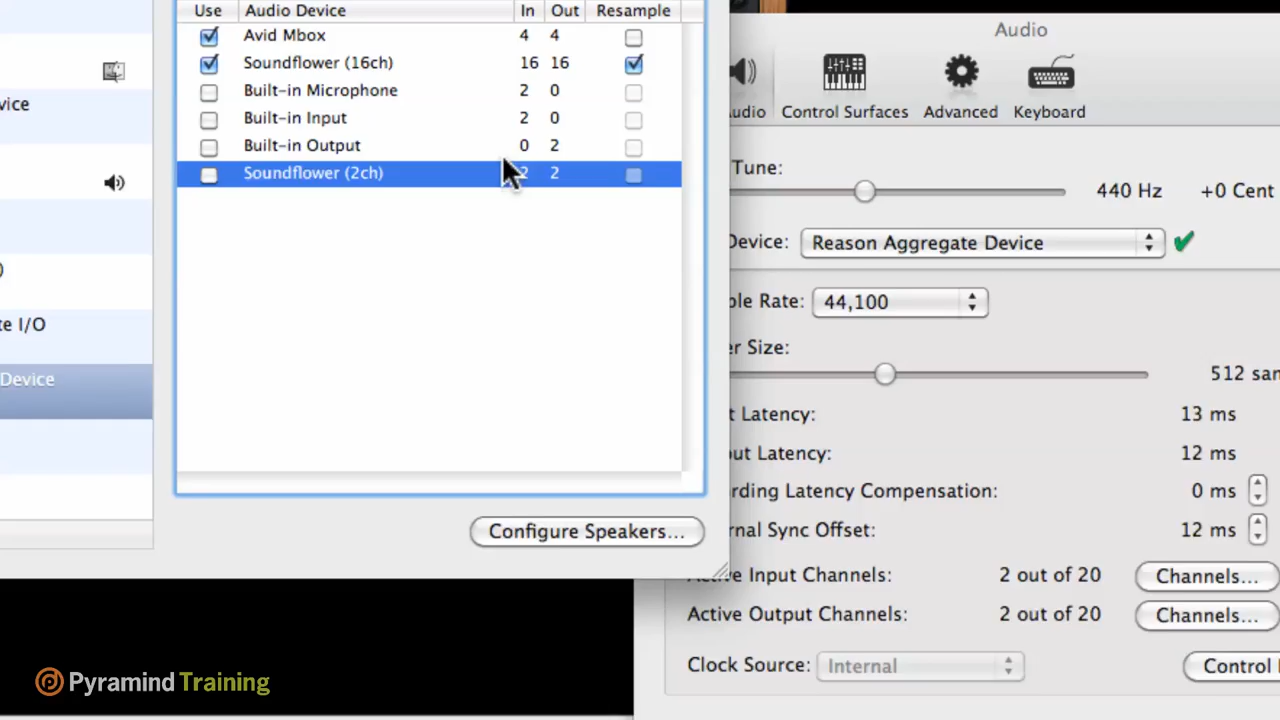 Use Audio Device In Out Resample
Avid Mbox 4 4
Soundflower (16ch) 16 16
Built-in Microphone 2 0
Built-in Input 2 0
Built-in Output 0 2
Soundflower (2ch) 2 2
vice
)
te I/O
Device
Configure Speakers...
Audio
udio Control Surfaces Advanced Keyboard
Tune: 440 Hz +0 Cent
Device: Reason Aggregate Device
ple Rate: 44,100
er Size: 512 sam
t Latency: 13 ms
out Latency: 12 ms
rding Latency Compensation: 0 ms
rnal Sync Offset: 12 ms
Active Input Channels: 2 out of 20 Channels...
Active Output Channels: 2 out of 20 Channels...
Clock Source: Internal Control
Pyramind Training